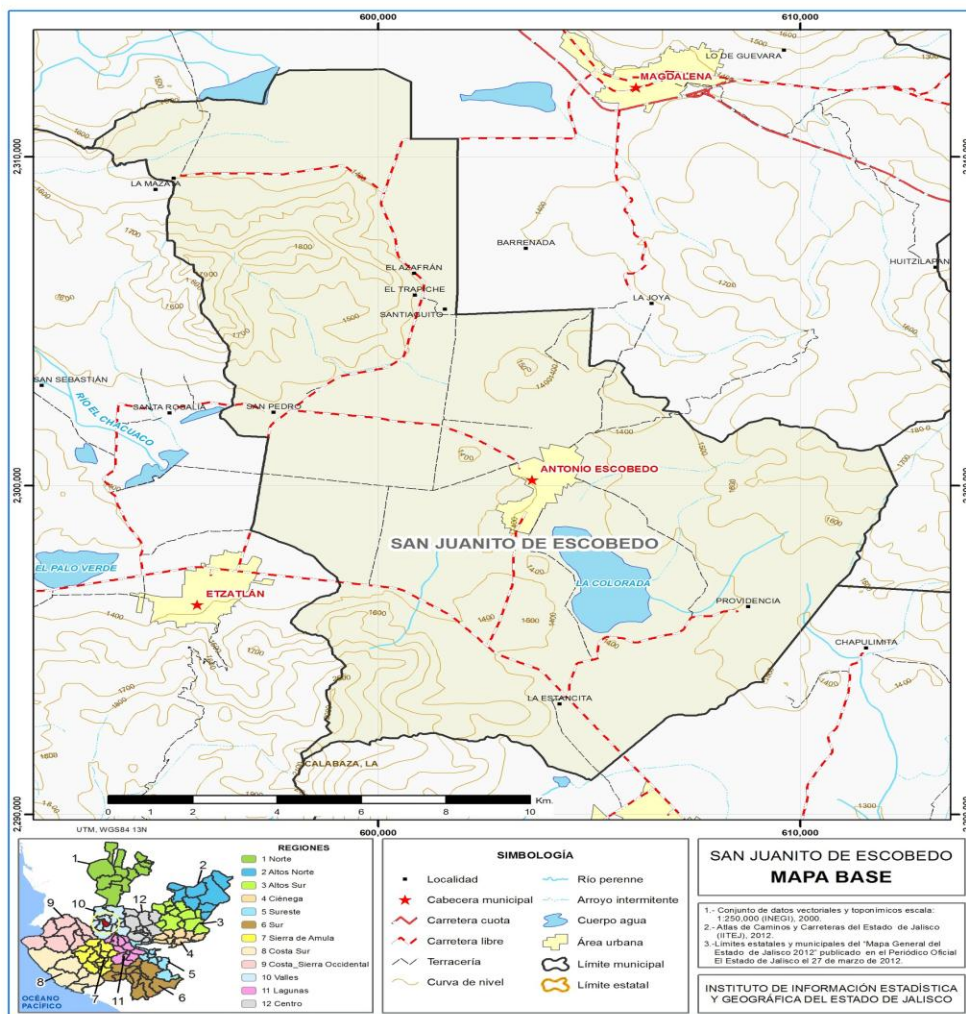 600,000
610,000
LO DE GUEVARA
MAGDALENA
2,310,000
LA MAZATA
BARRENADA
EL AZAFRÁN
HUITZILAPAN
EL TRAPICHE
LA JOYA
SANTIAGUITO
SAN SEBASTIÁN
SANTA ROSALIA
SAN PEDRO
RÍO EL CHACUACO
ANTONIO ESCOBEDO
2,300,000
SAN JUANITO DE ESCOBEDO
EL PALO VERDE
LA COLORADA
ETZATLÁN
PROVIDENCIA
CHAPULIMITA
LA ESTANCITA
CALABAZA, LA
0 2 4 6 8 10 Km.
2,290,000
UTM, WGS84 13N
600,000
610,000
REGIONES
1 Norte
2 Altos Norte
3 Altos Sur
4 Ciénega
5 Sureste
6 Sur
7 Sierra de Amula
8 Costa Sur
9 Costa_Sierra Occidental
10 Valles
11 Lagunas
12 Centro
OCÉANO
PACÍFICO
SIMBOLOGÍA
Localidad
Cabecera municipal
Carretera cuota
Carretera libre
Terracería
Curva de nivel
Río perenne
Arroyo intermitente
Cuerpo agua
Área urbana
Límite municipal
Límite estatal
SAN JUANITO DE ESCOBEDO
MAPA BASE
1.- Conjunto de datos vectoriales y toponímicos escala:
1:250,000 (INEGI), 2000.
2.- Atlas de Caminos y Carreteras del Estado de Jalisco
(IITEJ), 2012.
3.-Límites estatales y municipales del "Mapa General del
Estado de Jalisco 2012" publicado en el Periódico Oficial
El Estado de Jalisco el 27 de marzo de 2012.
INSTITUTO DE INFORMACIÓN ESTADÍSTICA
Y GEOGRÁFICA DEL ESTADO DE JALISCO